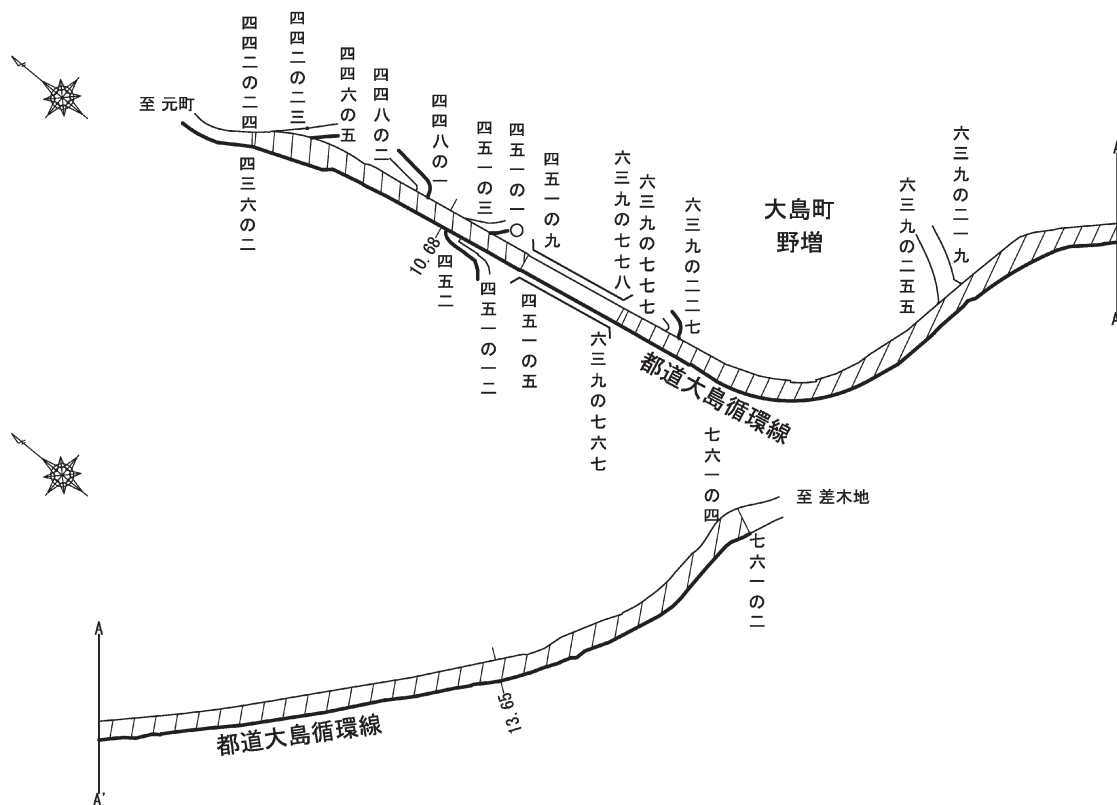 至 元町
四四二の二四
四四二の二三
四四六の五
四四八の二
四四八の一
四五一の三
四五一の一
四五一の九
六三九の七七八
六三九の七七七
六三九の二二七
大島町
野増
六三九の二五五
六三九の二一九
A
A'
四三六の二
10.68
四五二
四五一の一二
四五一の五
六三九の七六七
都道大島循環線
七六一の四
至 差木地
七六一の二
A
13.65
都道大島循環線
A'